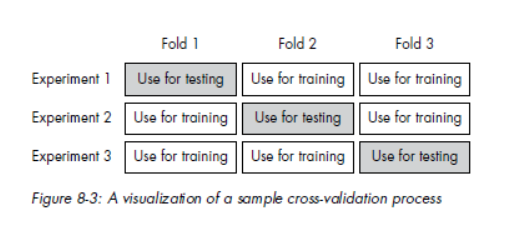 Fold 1 Fold 2 Fold 3
Experiment 1 Use for testing Use for training Use for training
Experiment 2 Use for training Use for testing Use for training
Experiment 3 Use for training Use for training Use for testing
Figure 8-3: A visualization of a sample cross-validation process